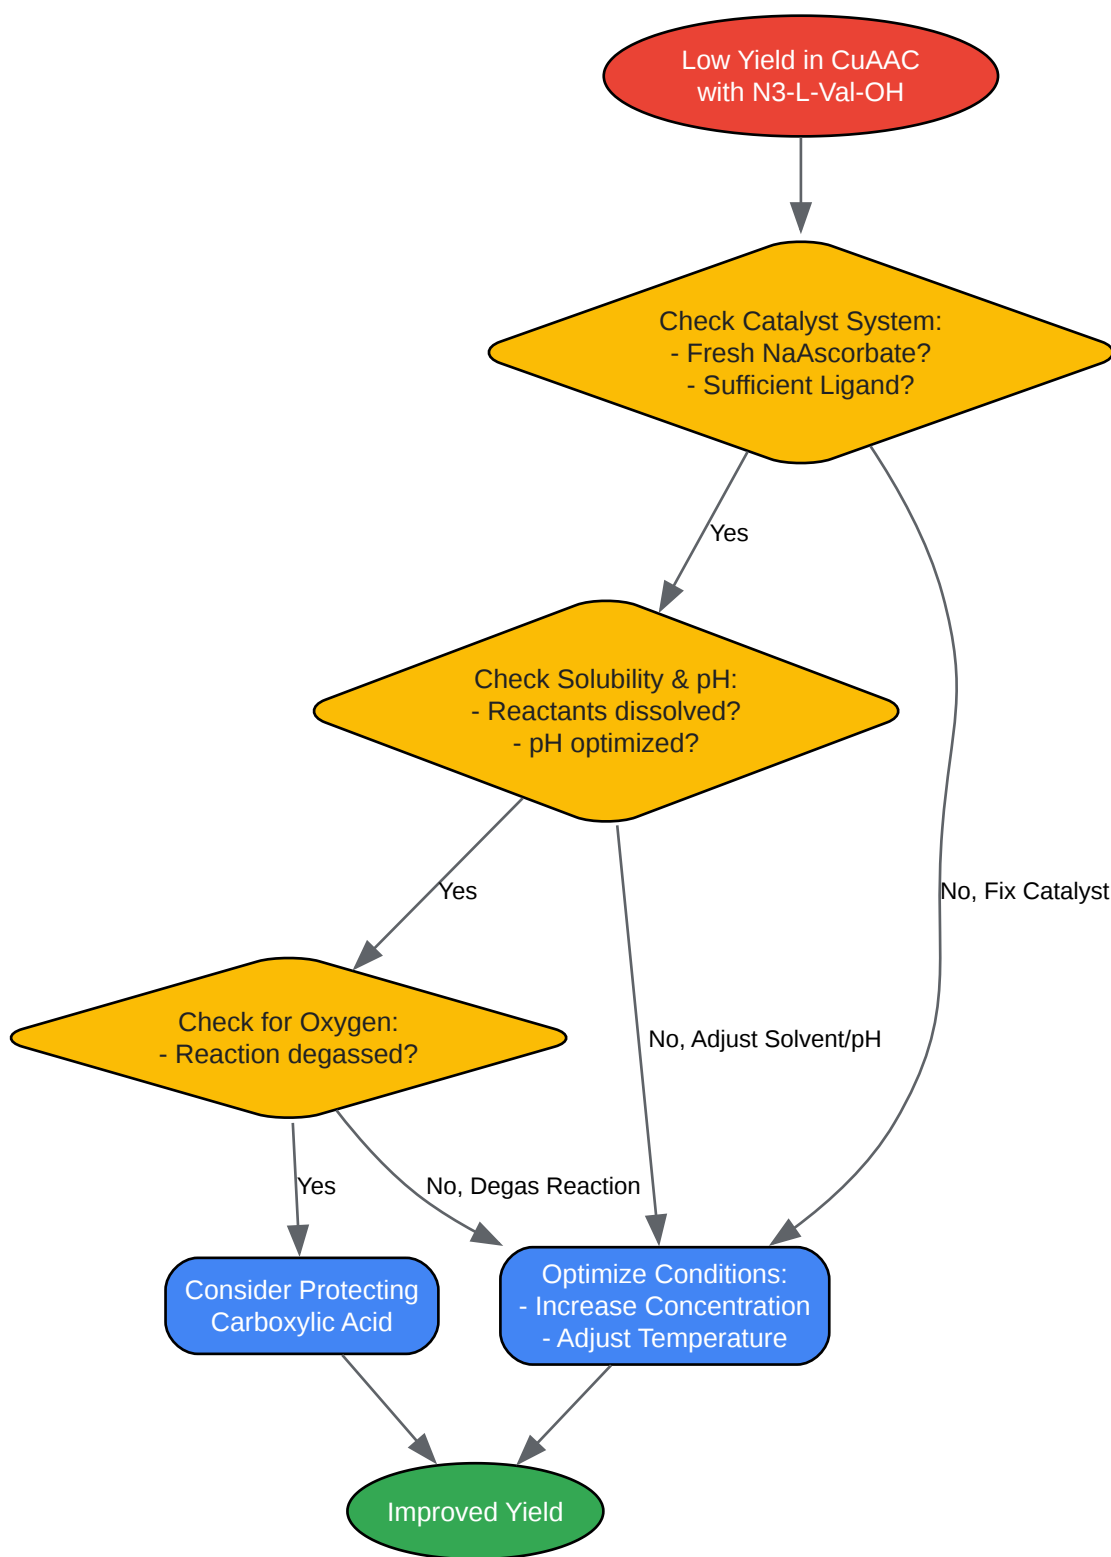 Low Yield in CuAAC
with N3-L-Val-OH
Check Catalyst System:
- Fresh NaAscorbate?
- Sufficient Ligand?
Yes
Check Solubility & pH:
- Reactants dissolved?
- pH optimized?
Yes
No, Fix Catalyst
Check for Oxygen:
- Reaction degassed?
No, Adjust Solvent/pH
Yes
No, Degas Reaction
Consider Protecting
Carboxylic Acid
Optimize Conditions:
- Increase Concentration
- Adjust Temperature
Improved Yield